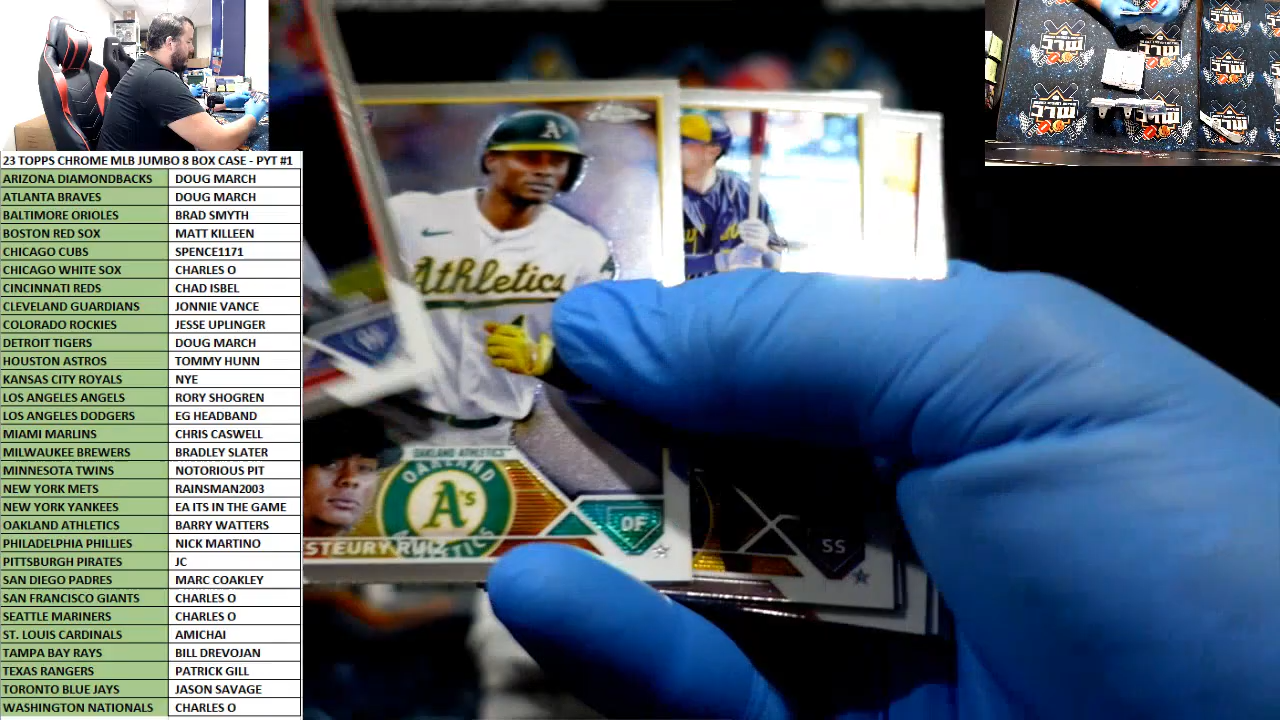 23 TOPPS CHROME MLB JUMBO 8 BOX CASE - PYT #1
ARIZONA DIAMONDBACKS DOUG MARCH
ATLANTA BRAVES DOUG MARCH
BALTIMORE ORIOLES BRAD SMYTH
BOSTON RED SOX MATT KILLEEN
CHICAGO CUBS SPENCE1171
CHICAGO WHITE SOX CHARLES O
CINCINNATI REDS CHAD ISBEL
CLEVELAND GUARDIANS JONNIE VANCE
COLORADO ROCKIES JESSE UPLINGER
DETROIT TIGERS DOUG MARCH
HOUSTON ASTROS TOMMY HUNN
KANSAS CITY ROYALS NYE
LOS ANGELES ANGELS RORY SHOGREN
LOS ANGELES DODGERS EG HEADBAND
MIAMI MARLINS CHRIS CASWELL
MILWAUKEE BREWERS BRADLEY SLATER
MINNESOTA TWINS NOTORIOUS PIT
NEW YORK METS RAINSMAN2003
NEW YORK YANKEES EA ITS IN THE GAME
OAKLAND ATHLETICS BARRY WATTERS
PHILADELPHIA PHILLIES NICK MARTINO
PITTSBURGH PIRATES JC
SAN DIEGO PADRES MARC COAKLEY
SAN FRANCISCO GIANTS CHARLES O
SEATTLE MARINERS CHARLES O
ST. LOUIS CARDINALS AMICHAI
TAMPA BAY RAYS BILL DREVOJAN
TEXAS RANGERS PATRICK GILL
TORONTO BLUE JAYS JASON SAVAGE
WASHINGTON NATIONALS CHARLES O
A's
Athletics
OAKLAND ATHLETICS
OAKLAND
A's
ATHLETICS
ESTEURY RUIZ
OF
SS